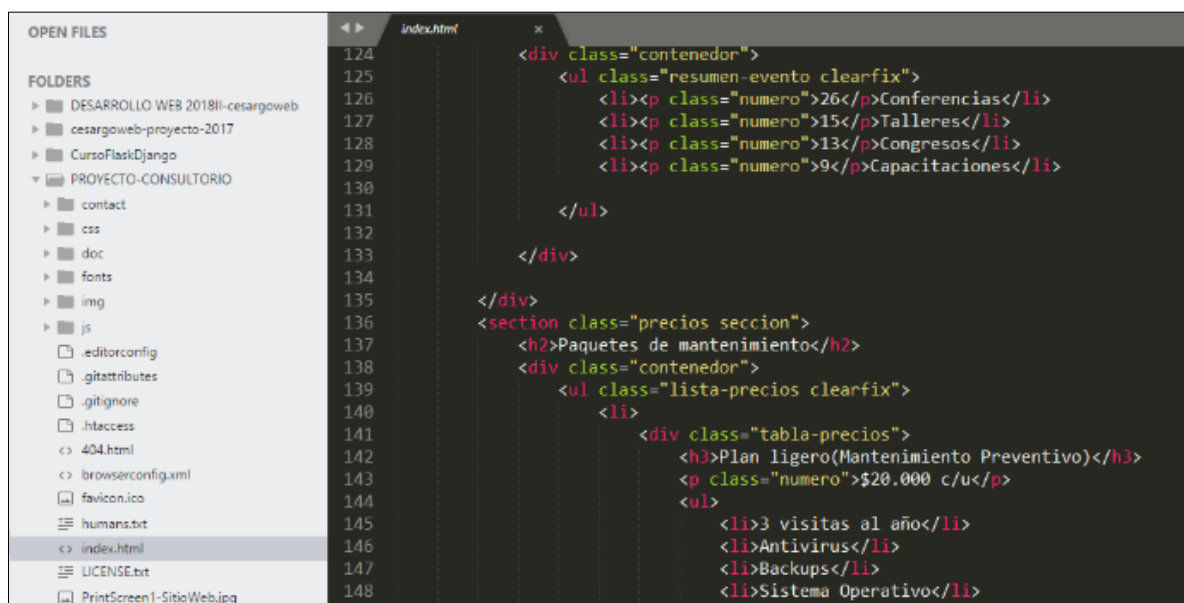 OPEN FILES
FOLDERS
DESARROLLO WEB 2018II-cesargoweb
cesargoweb-proyecto-2017
CursoFlaskDjango
PROYECTO-CONSULTORIO
contact
css
doc
fonts
img
js
.editorconfig
.gitattributes
.gitignore
.htaccess
404.html
browserconfig.xml
favicon.ico
humans.txt
index.html
LICENSE.txt
PrintScreen1-SitioWeb.jpg
index.html
124 <div class="contenedor">
125 <ul class="resumen-evento clearfix">
126 <li><p class="numero">26</p>Conferencias</li>
127 <li><p class="numero">15</p>Talleres</li>
128 <li><p class="numero">13</p>Congresos</li>
129 <li><p class="numero">9</p>Capacitaciones</li>
130
131 </ul>
132
133 </div>
134
135 </div>
136 <section class="precios seccion">
137 <h2>Paquetes de mantenimiento</h2>
138 <div class="contenedor">
139 <ul class="lista-precios clearfix">
140 <li>
141 <div class="tabla-precios">
142 <h3>Plan ligero(Mantenimiento Preventivo)</h3>
143 <p class="numero">$20.000 c/u</p>
144 <ul>
145 <li>3 visitas al año</li>
146 <li>Antivirus</li>
147 <li>Backups</li>
148 <li>Sistema Operativo</li>